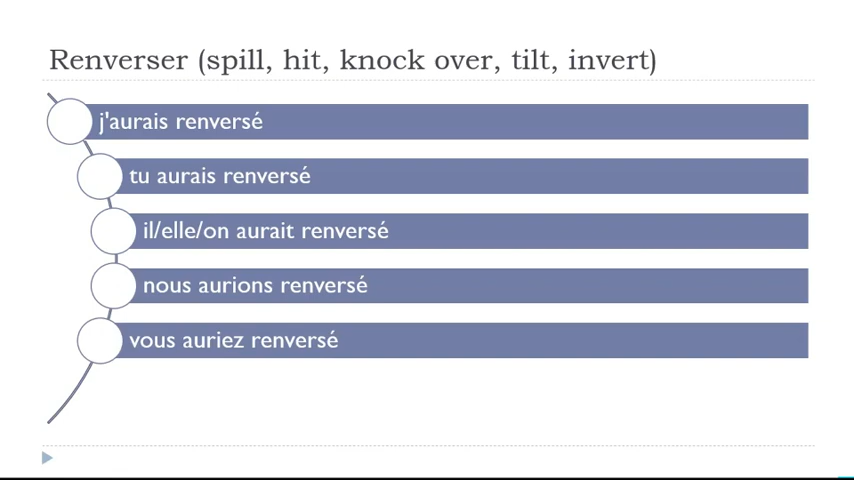 Renverser (spill, hit, knock over, tilt, invert)
j'aurais renversé
tu aurais renversé
il/elle/on aurait renversé
nous aurions renversé
vous auriez renversé